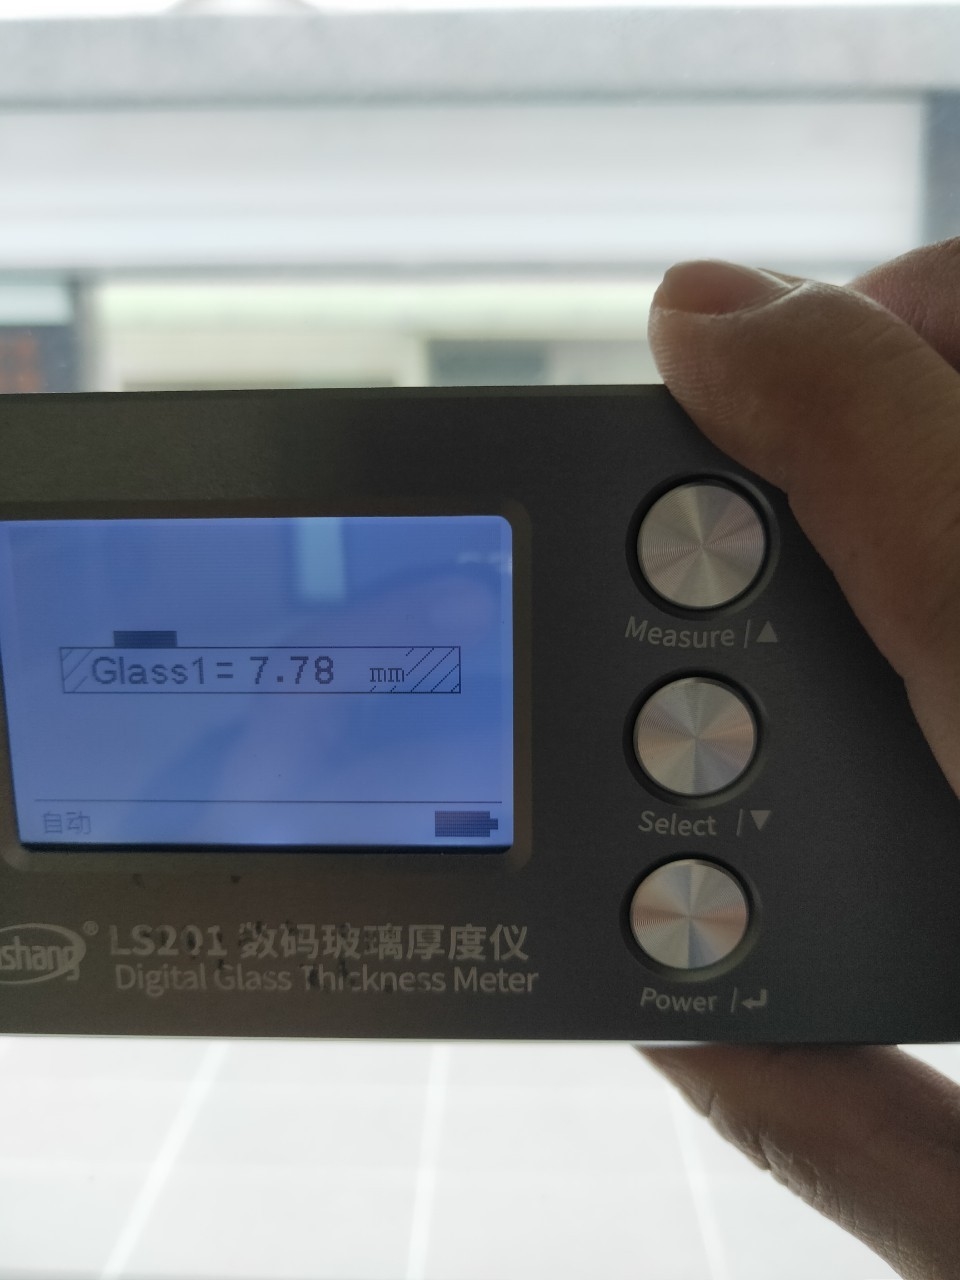 Glass1= 7.78 mm
自动
Measure /▲
Select /▼
Power /↵
shang®
LS201 数码玻璃厚度仪
Digital Glass Thickness Meter